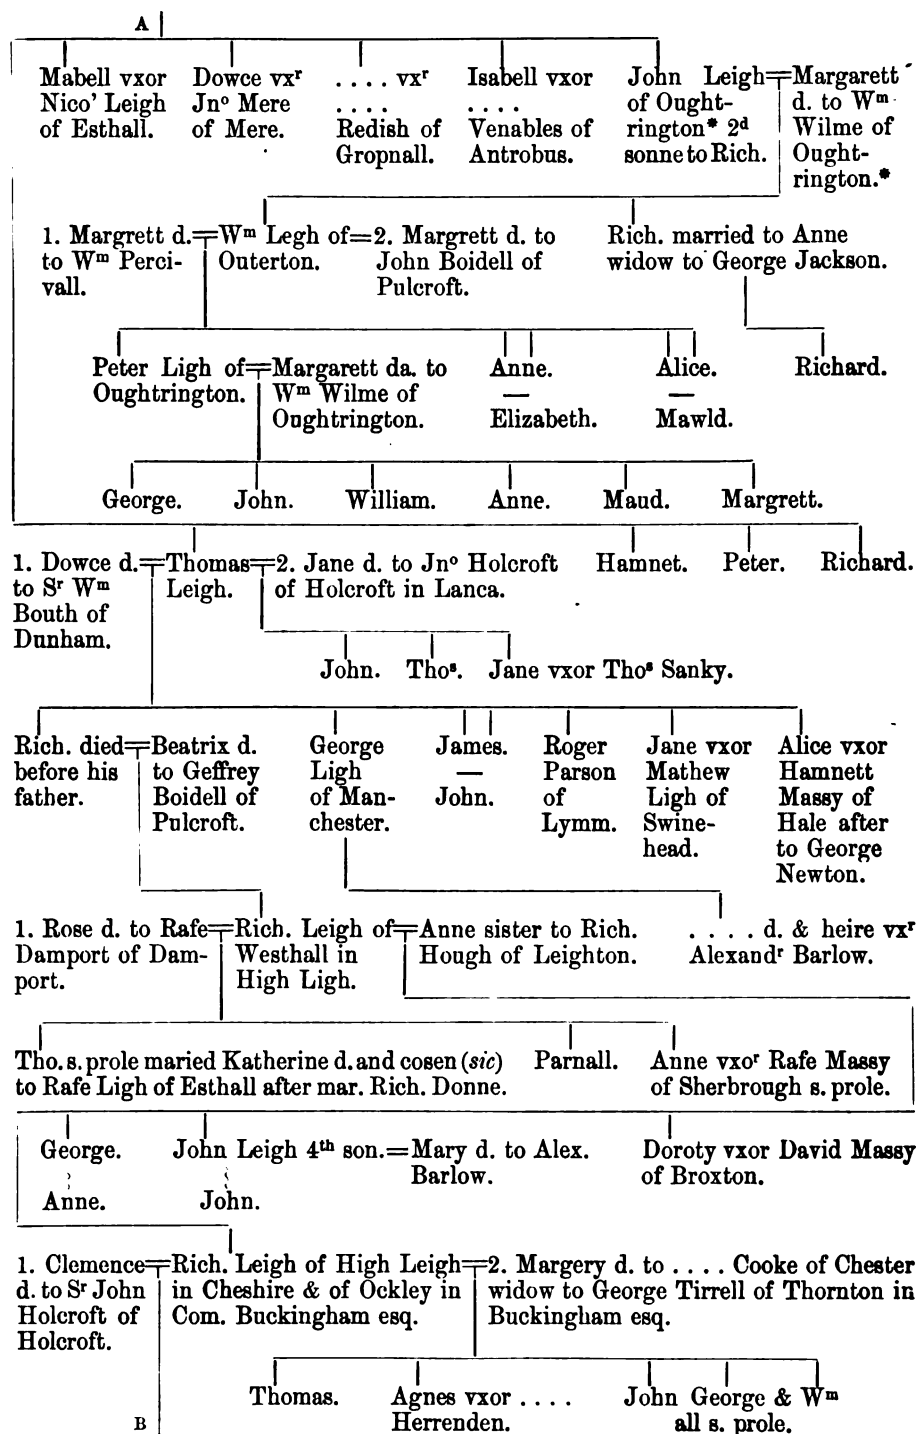 A
Mabell vxor Dowce vxʳ . . . . vxʳ Isabell vxor John Leigh Margarett
Nico’ Leigh Jnº Mere . . . . . . . . of Ought- d. to Wᵐ
of Esthall. of Mere. Redish of Venables of rington* 2ᵈ Wilme of
Gropnall. Antrobus. sonne to Rich. Ought-
rington.*
1. Margrett d. Wᵐ Legh of=2. Margrett d. to Rich. married to Anne
to Wᵐ Perci- Outerton. John Boidell of widow to George Jackson.
vall. Pulcroft.
Peter Ligh of Margarett da. to Anne. Alice. Richard.
Oughtrington. Wᵐ Wilme of — —
Oughtrington. Elizabeth. Mawld.
George. John. William. Anne. Maud. Margrett.
1. Dowce d. Thomas 2. Jane d. to Jnº Holcroft Hamnet. Peter. Richard.
to Sʳ Wᵐ Leigh. of Holcroft in Lanca.
Bouth of
Dunham.
John. Thoˢ. Jane vxor Thoˢ Sanky.
Rich. died Beatrix d. George James. Roger Jane vxor Alice vxor
before his to Geffrey Ligh — Parson Mathew Hamnett
father. Boidell of of Man- John. of Ligh of Massy of
Pulcroft. chester. Lymm. Swine- Hale after
head. to George
Newton.
1. Rose d. to Rafe Rich. Leigh of Anne sister to Rich. . . . . d. & heire vxʳ
Damport of Dam- Westhall in Hough of Leighton. Alexandʳ Barlow.
port. High Ligh.
Tho. s. prole maried Katherine d. and cosen (sic) Parnall. Anne vxoʳ Rafe Massy
to Rafe Ligh of Esthall after mar. Rich. Donne. of Sherbrough s. prole.
George. John Leigh 4ᵗʰ son.=Mary d. to Alex. Doroty vxor David Massy
Anne. John. Barlow. of Broxton.
1. Clemence Rich. Leigh of High Leigh 2. Margery d. to . . . . Cooke of Chester
d. to Sʳ John in Cheshire & of Ockley in widow to George Tirrell of Thornton in
Holcroft of Com. Buckingham esq. Buckingham esq.
Holcroft.
Thomas. Agnes vxor . . . . John George & Wᵐ
B Herrenden. all s. prole.